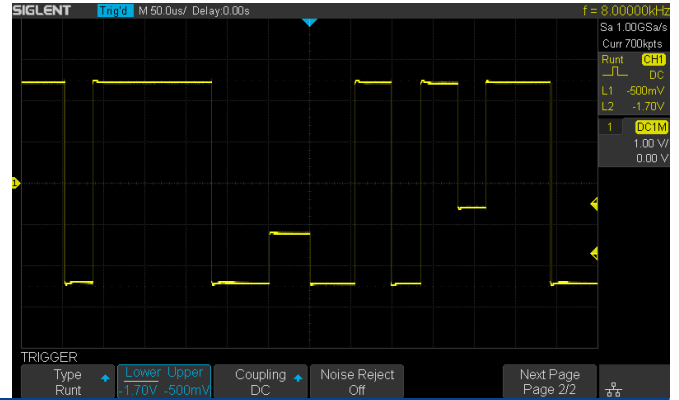 SIGLENT Trig'd M 50.0us/ Delay:0.00s f = 8.00000kHz
Sa 1.00GSa/s
Curr 700kpts
Runt CH1
DC
L1 -500mV
L2 -1.70V
1 DC1M
1.00 V/
0.00 V
1
TRIGGER
Type Lower Upper Coupling Noise Reject Next Page
Runt -1.70V -500mV DC Off Page 2/2